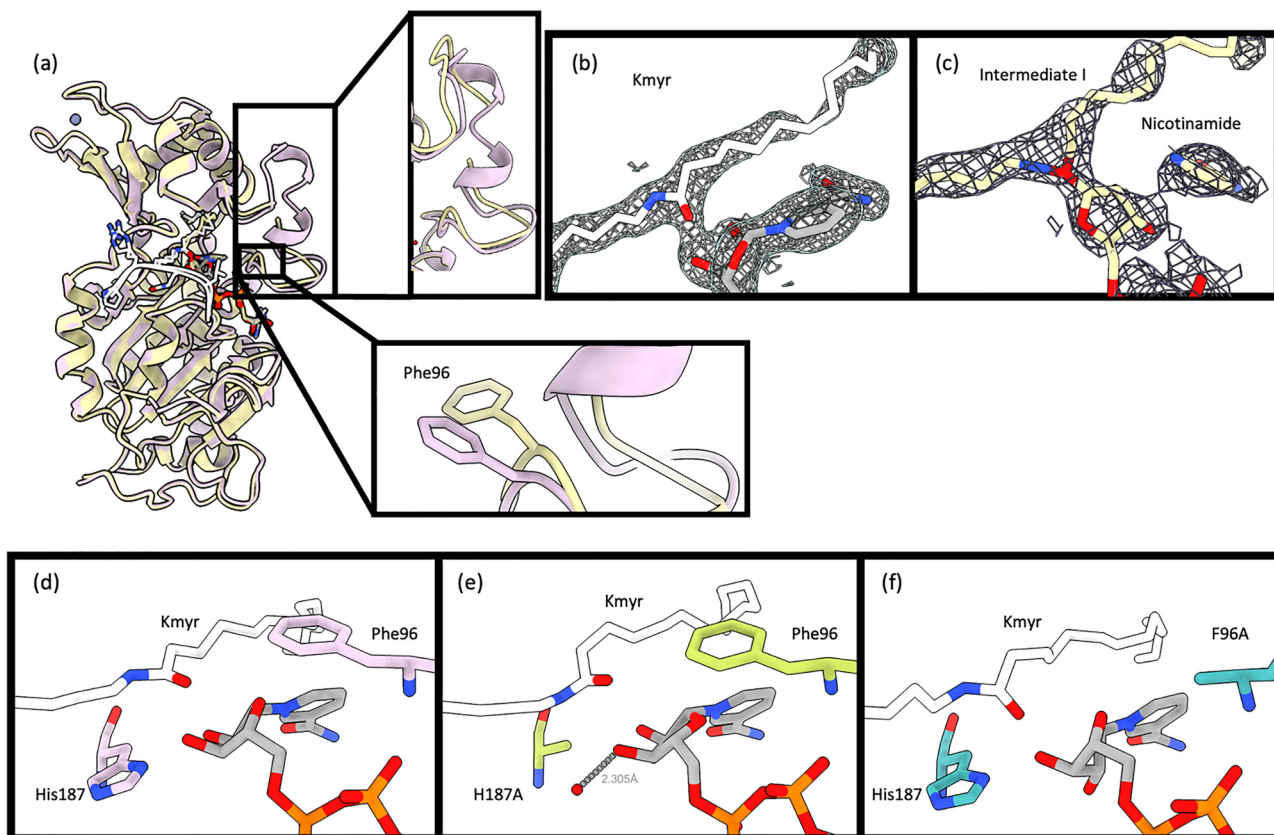 (a)
(b)
Kmyr
(c)
Intermediate I
Nicotinamide
Phe96
(d)
Kmyr
Phe96
His187
(e)
Kmyr
Phe96
H187A
2.305Å
(f)
Kmyr
F96A
His187